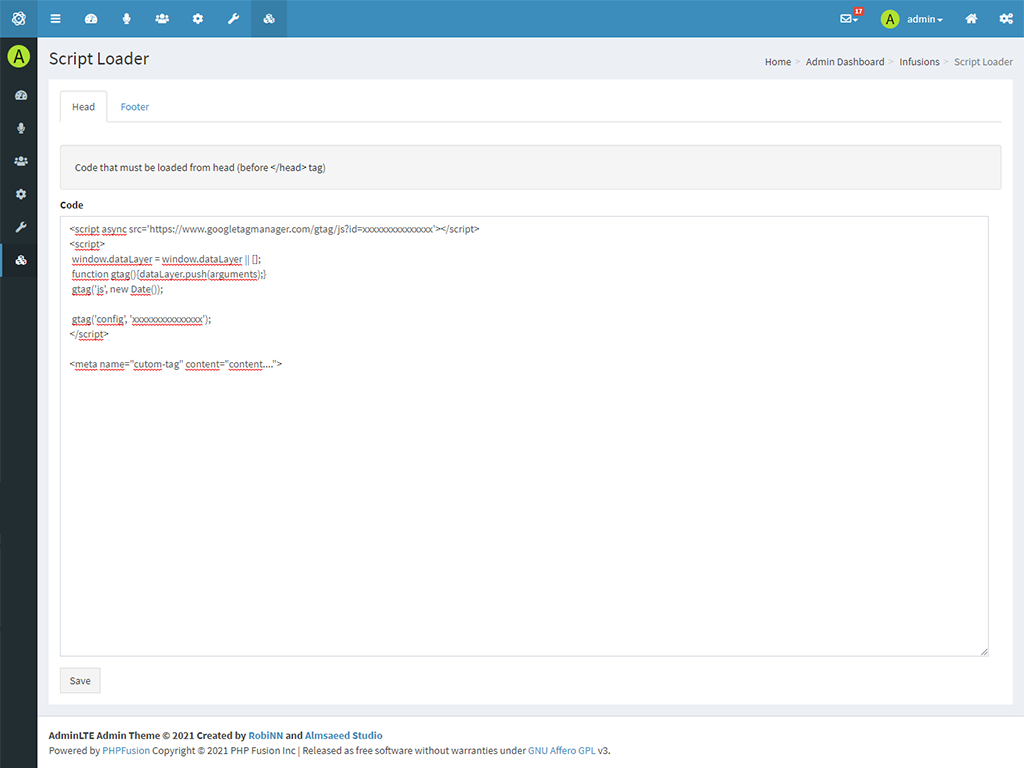 17
admin
A
A
Script Loader
Home > Admin Dashboard > Infusions > Script Loader
Head
Footer
Code that must be loaded from head (before </head> tag)
Code
<script async src='https://www.googletagmanager.com/gtag/js?id=xxxxxxxxxxxxxx'></script>
<script>
window.dataLayer = window.dataLayer || [];
function gtag(){dataLayer.push(arguments);}
gtag('js', new Date());
gtag('config', 'xxxxxxxxxxxxxx');
</script>
<meta name="cutom-tag" content="content....">
Save
AdminLTE Admin Theme © 2021 Created by RobiNN and Almsaeed Studio
Powered by PHPFusion Copyright © 2021 PHP Fusion Inc | Released as free software without warranties under GNU Affero GPL v3.